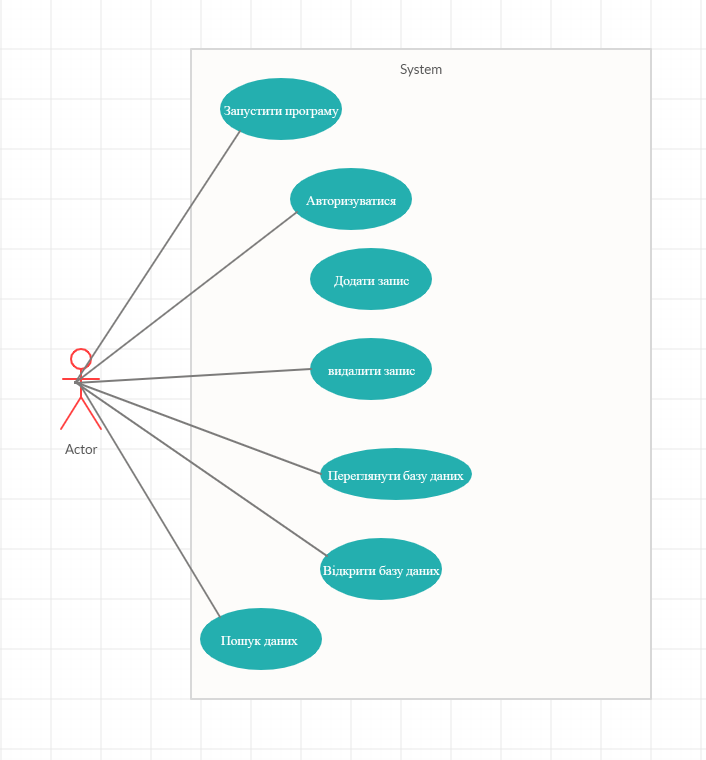 System
Запустити програму
Авторизуватися
Додати запис
видалити запис
Actor
Переглянути базу даних
Відкрити базу даних
Пошук даних